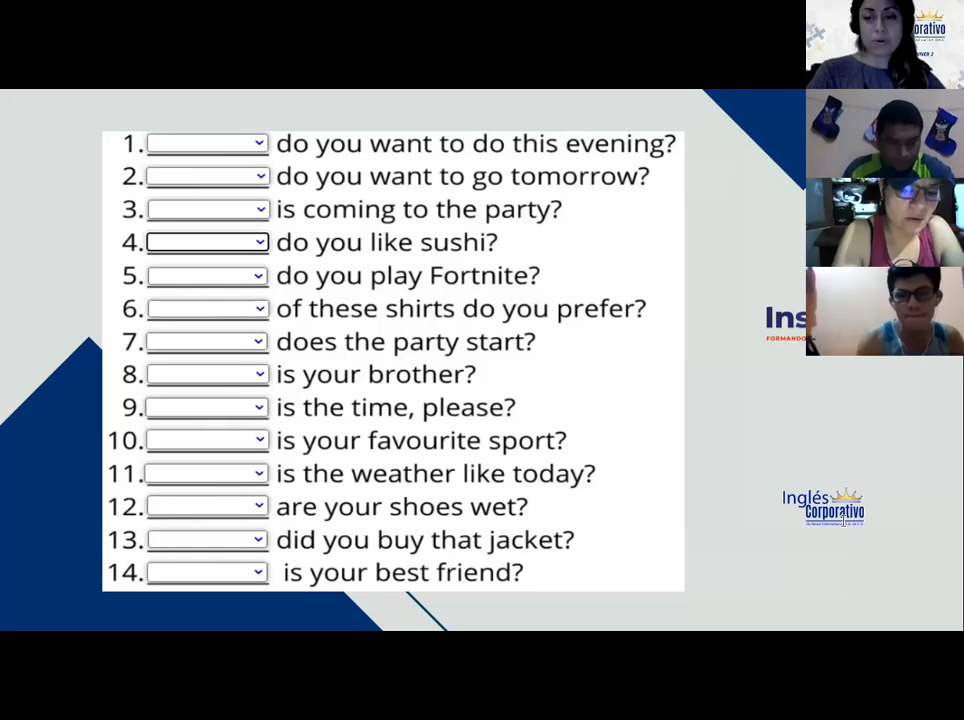 1. do you want to do this evening?
2. do you want to go tomorrow?
3. is coming to the party?
4. do you like sushi?
5. do you play Fortnite?
6. of these shirts do you prefer?
7. does the party start?
8. is your brother?
9. is the time, please?
10. is your favourite sport?
11. is the weather like today?
12. are your shoes wet?
13. did you buy that jacket?
14. is your best friend?
orativo
Ins
FORMANDO
Inglés
Corporativo